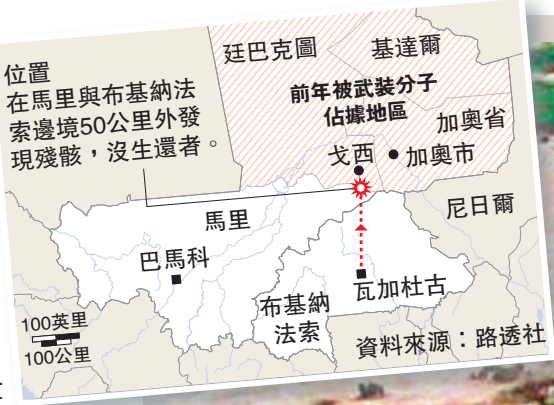 位置
在馬里與布基納法
索邊境50公里外發
現殘骸，沒生還者。
廷巴克圖
基達爾
前年被武裝分子
佔據地區
加奧省
戈西
加奧市
尼日爾
馬里
巴馬科
瓦加杜古
布基納
法索
100英里
100公里
資料來源：路透社